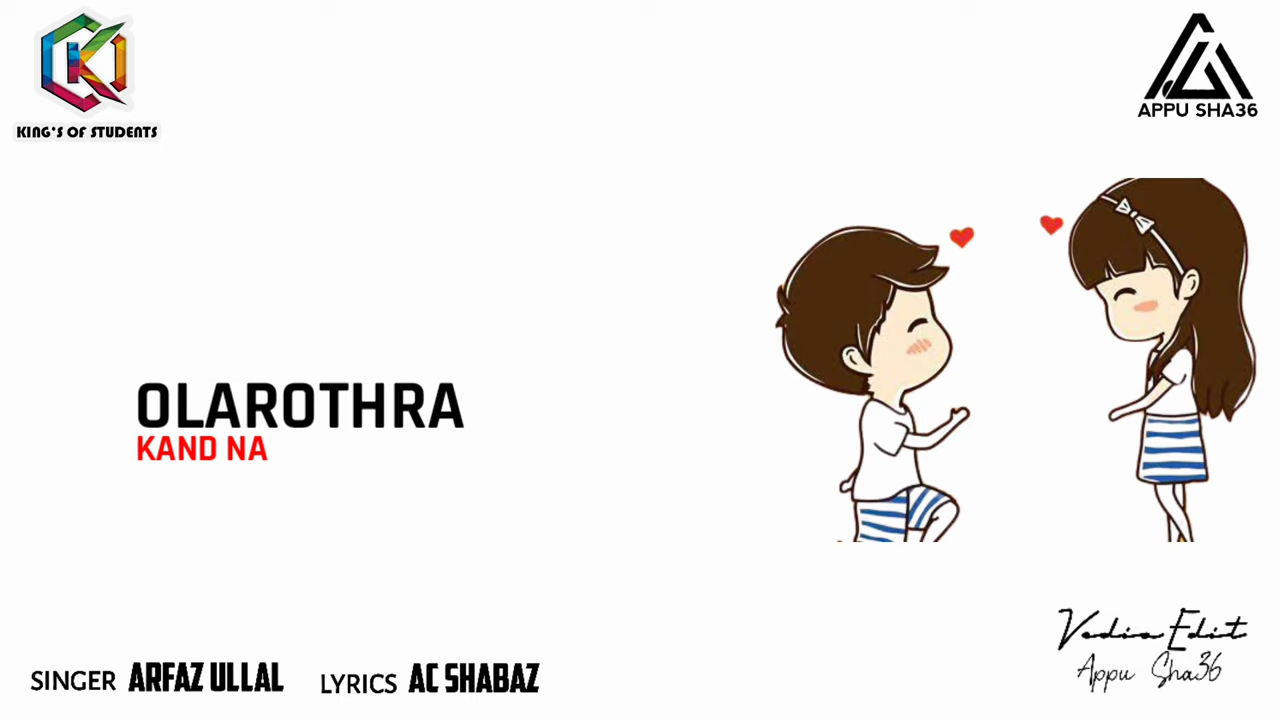 KING'S OF STUDENTS
APPU SHA36
OLAROTHRA
KAND NA
SINGER ARFAZ ULLAL LYRICS AC SHABAZ
Vedio Edit
Appu Sha36